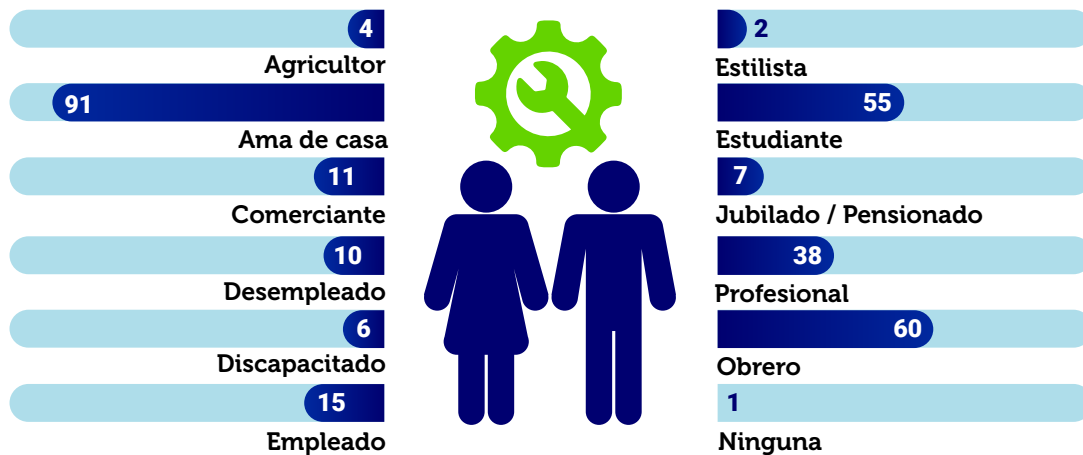 4
Agricultor
91
Ama de casa
11
Comerciante
10
Desempleado
6
Discapacitado
15
Empleado
2
Estilista
55
Estudiante
7
Jubilado / Pensionado
38
Profesional
60
Obrero
1
Ninguna